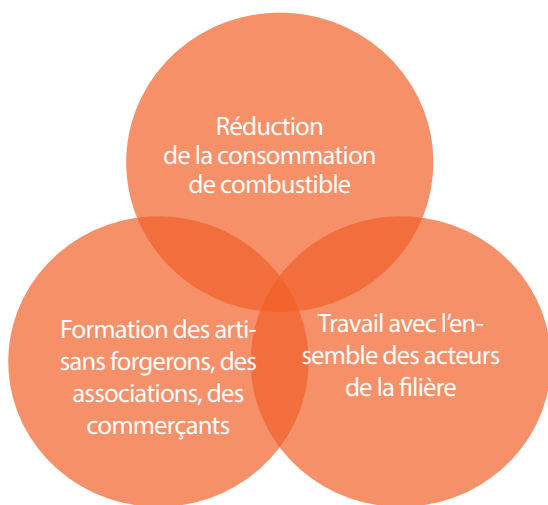 Réduction
de la consommation
de combustible
Formation des arti-
sans forgerons, des
associations, des
commerçants
Travail avec l'en-
semble des acteurs
de la filière